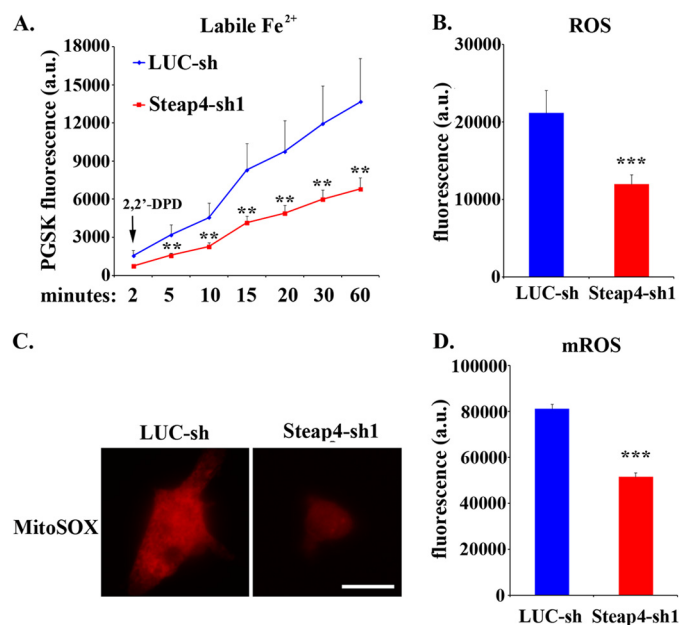 A.
Labile Fe²⁺
PGSK fluorescence (a.u.)
18000
15000
12000
9000
6000
3000
0
LUC-sh
Steap4-sh1
2,2'-DPD
**
**
**
**
**
**
minutes: 2 5 10 15 20 30 60
B.
ROS
fluorescence (a.u.)
30000
20000
10000
0
***
LUC-sh Steap4-sh1
C.
LUC-sh Steap4-sh1
MitoSOX
D.
mROS
fluorescence (a.u.)
100000
80000
60000
40000
20000
0
***
LUC-sh Steap4-sh1